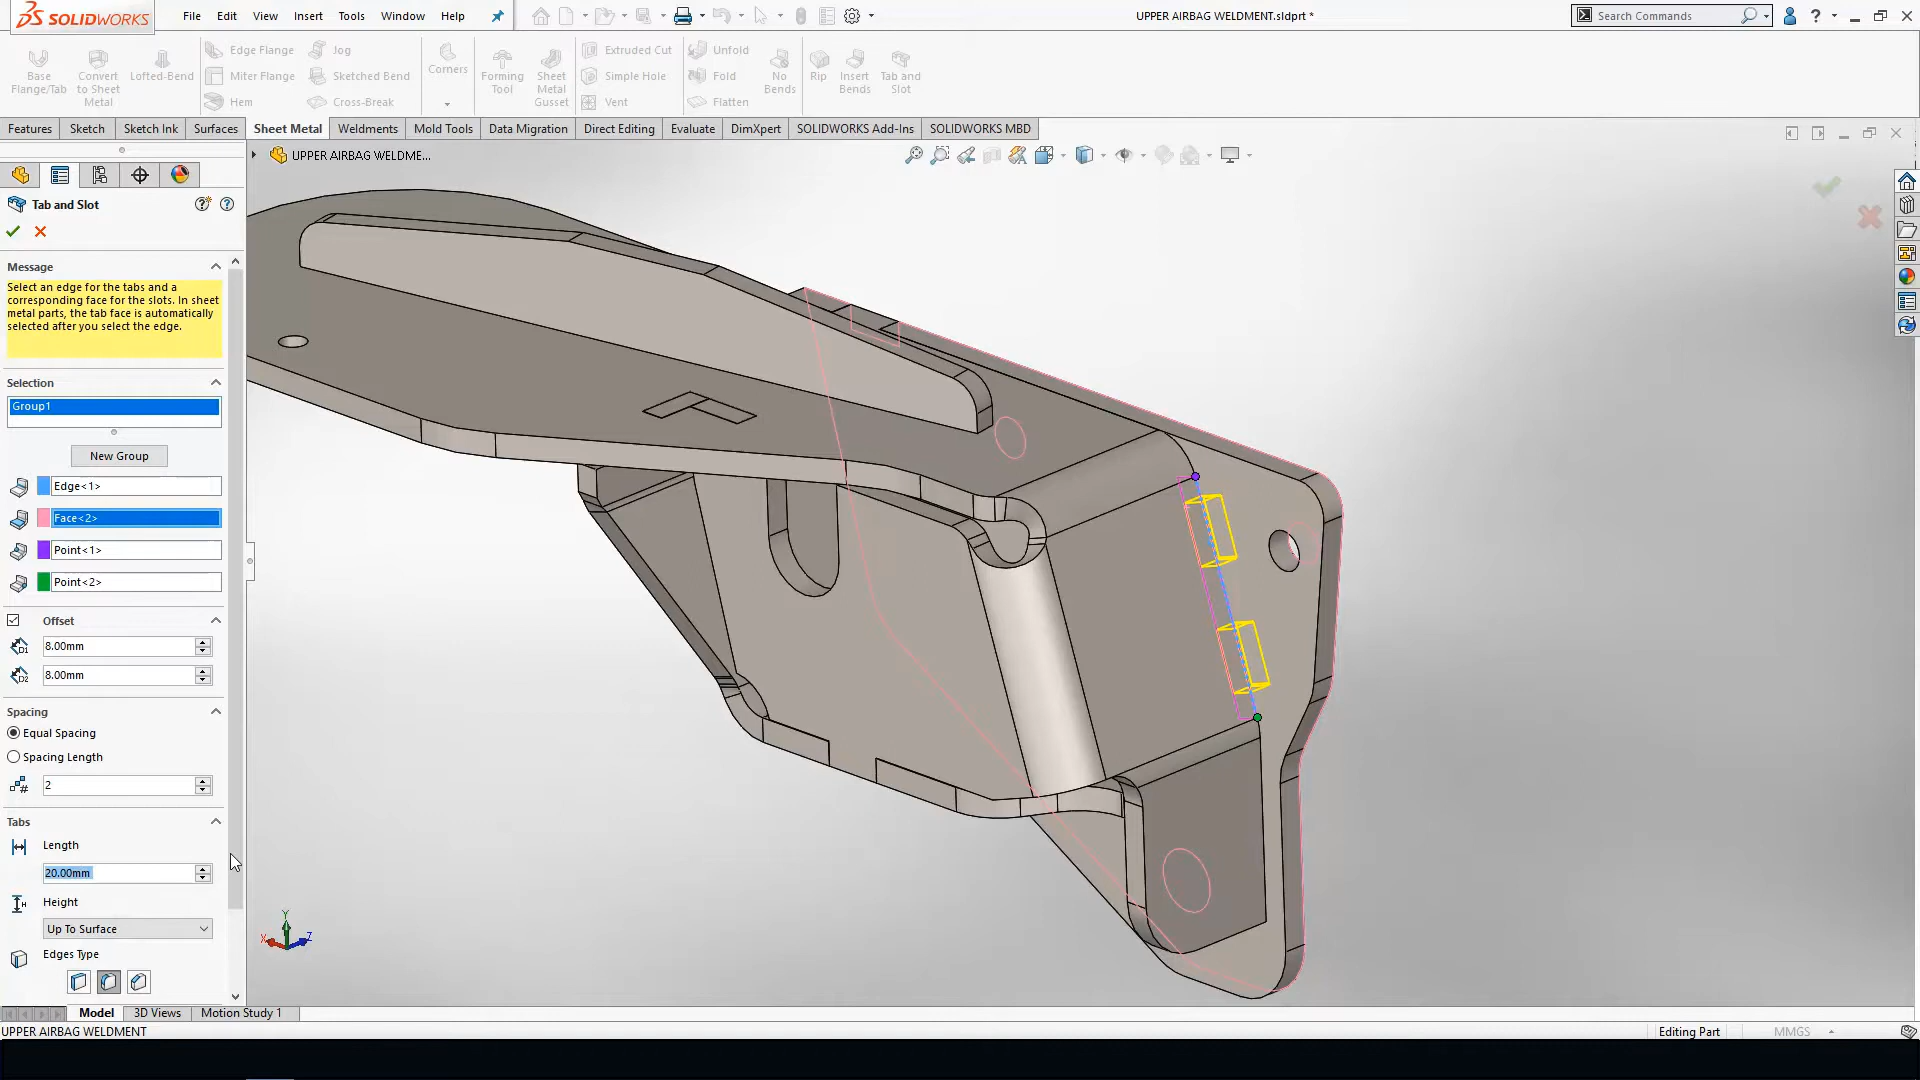 SOLIDWORKS
File Edit View Insert Tools Window Help
UPPER AIRBAG WELDMENT.sldprt *
Search Commands
Base Flange/Tab
Convert to Sheet Metal
Lofted-Bend
Edge Flange
Miter Flange
Hem
Jog
Sketched Bend
Cross-Break
Corners
Forming Tool
Sheet Metal Gusset
Extruded Cut
Simple Hole
Vent
Unfold
Fold
Flatten
No Bends
Rip
Insert Bends
Tab and Slot
Features Sketch Sketch Ink Surfaces Sheet Metal Weldments Mold Tools Data Migration Direct Editing Evaluate DimXpert SOLIDWORKS Add-Ins SOLIDWORKS MBD
UPPER AIRBAG WELDME...
Tab and Slot
Message
Select an edge for the tabs and a
corresponding face for the slots. In sheet
metal parts, the tab face is automatically
selected after you select the edge.
Selection
Group1
New Group
Edge<1>
Face<2>
Point<1>
Point<2>
Offset
D1
8.00mm
D2
8.00mm
Spacing
Equal Spacing
Spacing Length
# 2
Tabs
Length
20.00mm
Height
H
Up To Surface
Edges Type
Y
X
Z
Model 3D Views Motion Study 1
UPPER AIRBAG WELDMENT
Editing Part
MMGS